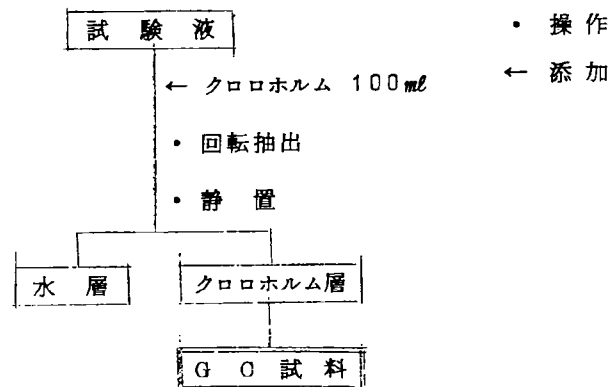 試験液
・ 操作
← 添加
← クロロホルム 100ml
・ 回転抽出
・ 静置
水層
クロロホルム層
GC試料